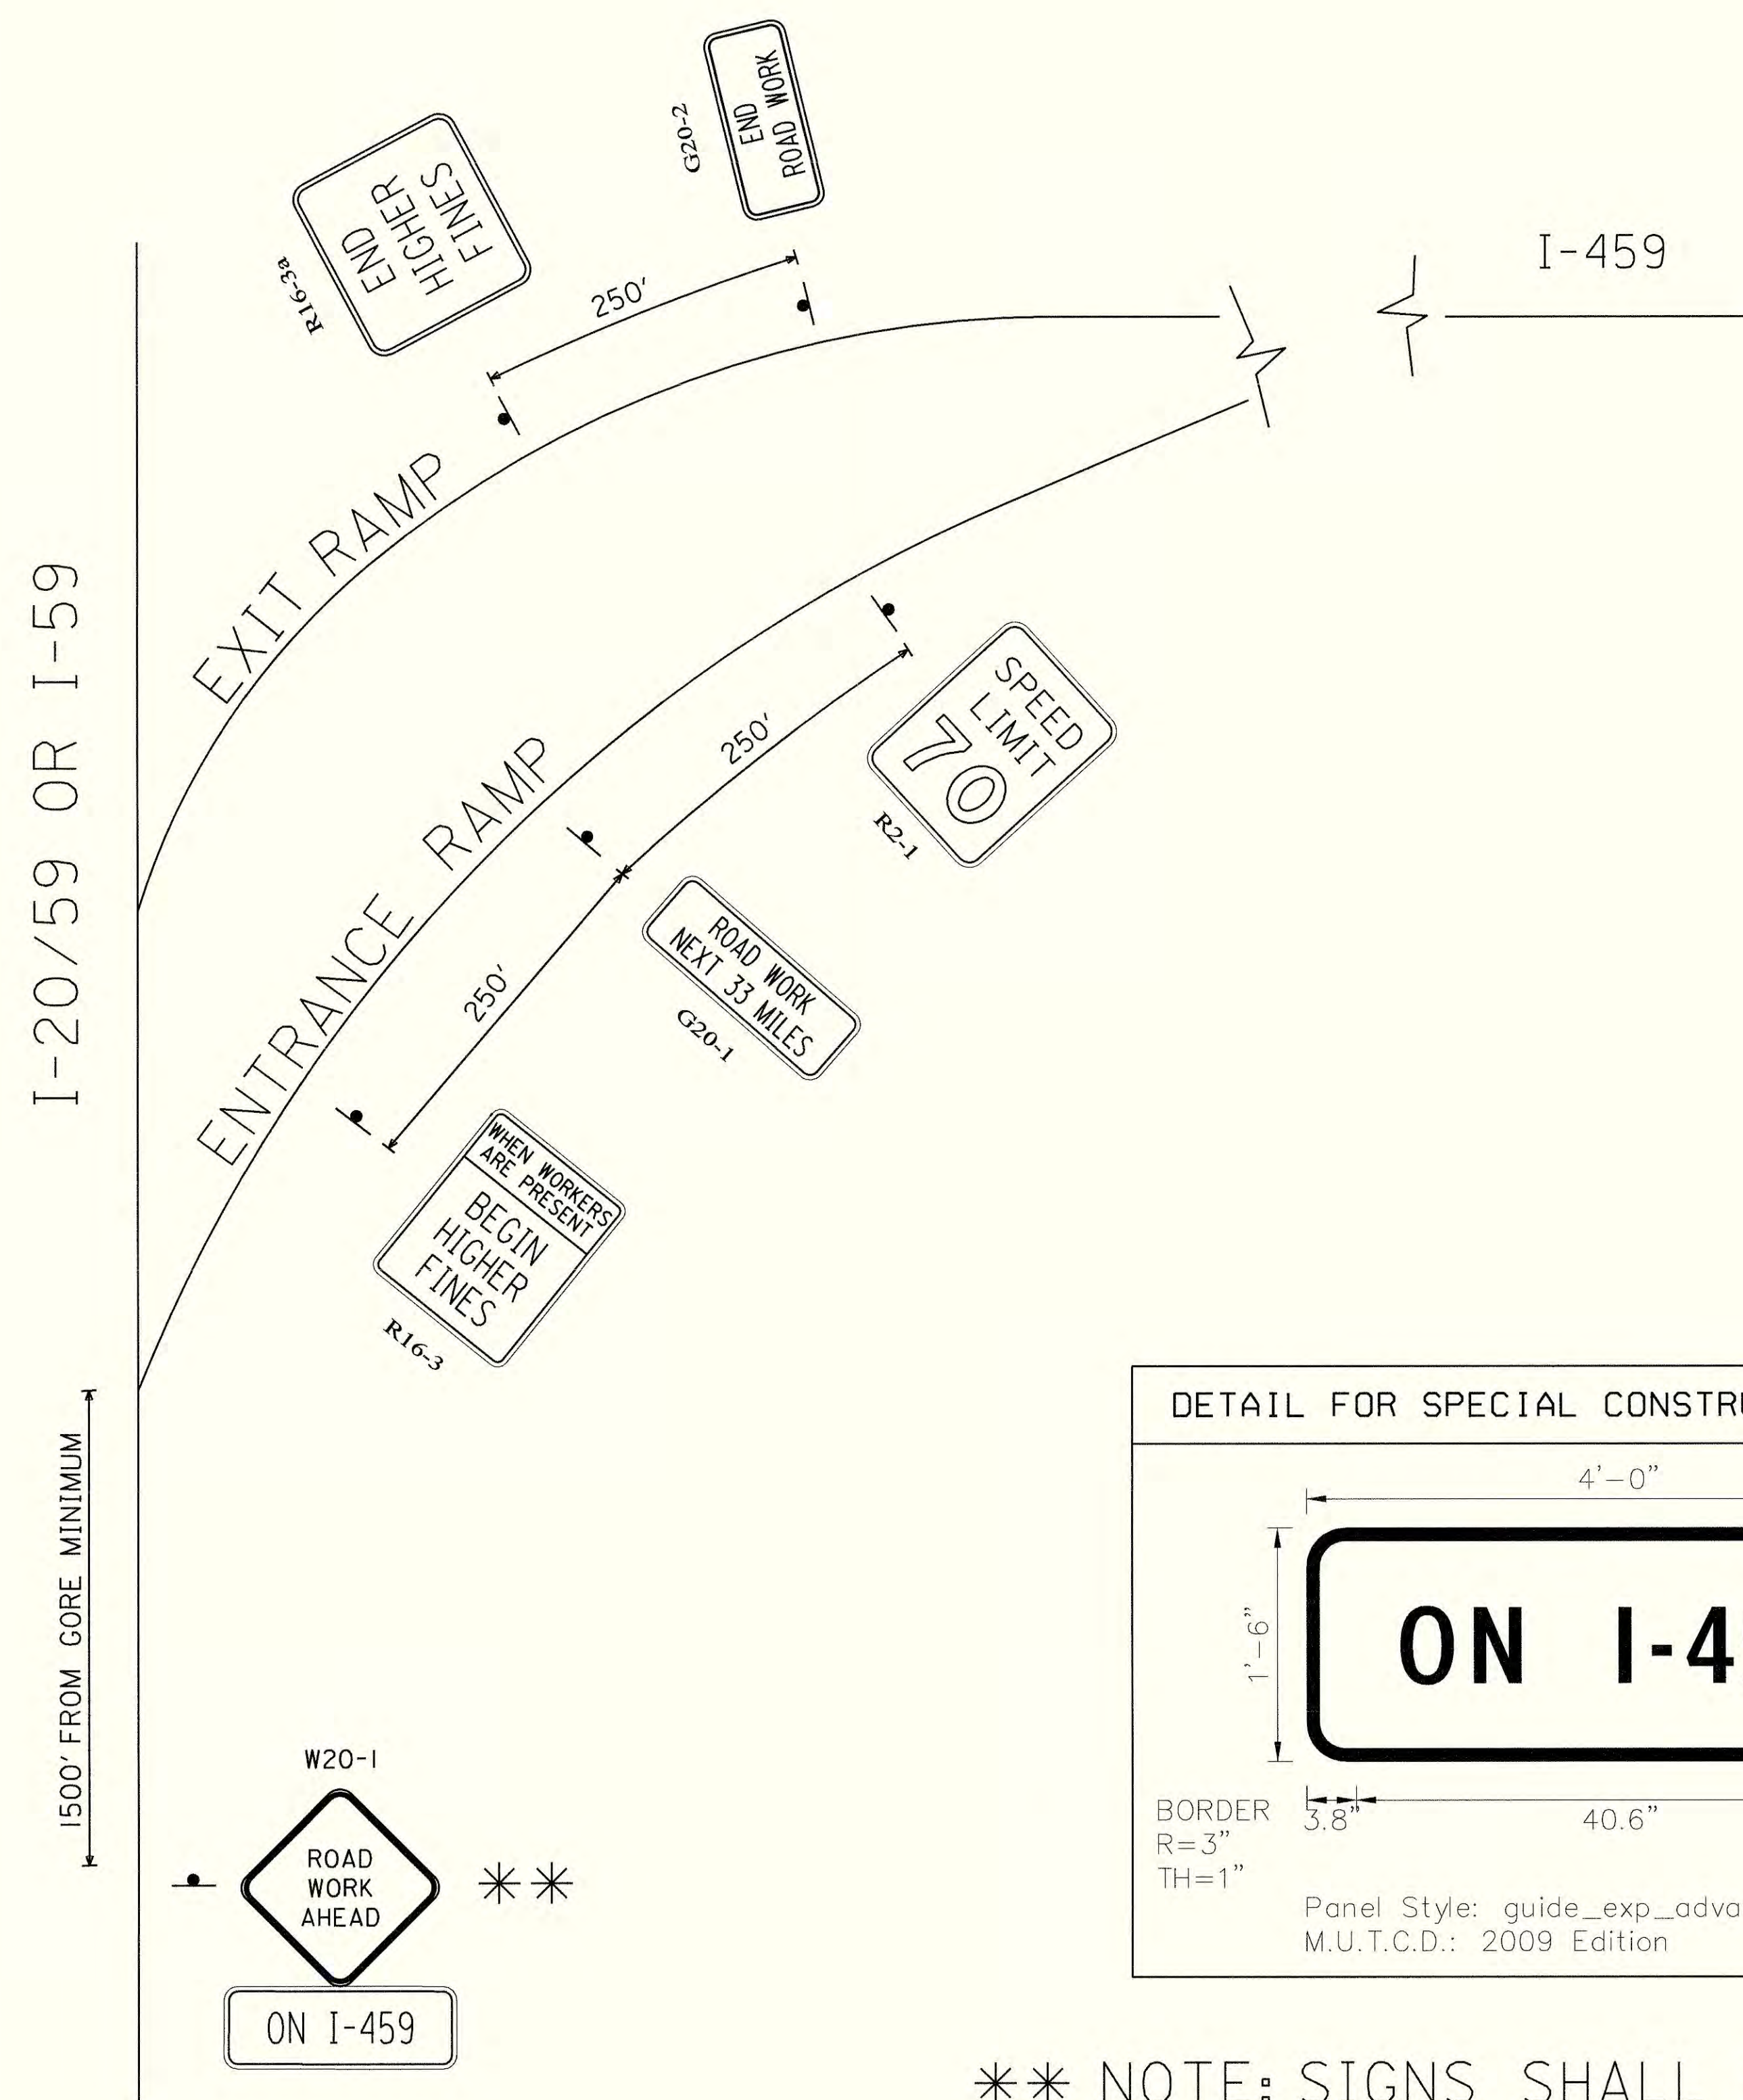 END
ROAD WORK
G20-2
END
HIGHER
FINES
R16-3a
250'
I-459
EXIT RAMP
I-20/59 OR I-59
SPEED
LIMIT
70
R2-1
250'
ENTRANCE RAMP
ROAD WORK
NEXT 33 MILES
G20-1
250'
WHEN WORKERS
ARE PRESENT
BEGIN
HIGHER
FINES
R16-3
1500' FROM GORE MINIMUM
W20-1
ROAD
WORK
AHEAD
**
ON I-459
DETAIL FOR SPECIAL CONSTRU
4'-0"
1'-6"
ON I-4
BORDER
R=3"
TH=1"
3.8"
40.6"
Panel Style: guide_exp_adva
M.U.T.C.D.: 2009 Edition
** NOTE: SIGNS SHALL